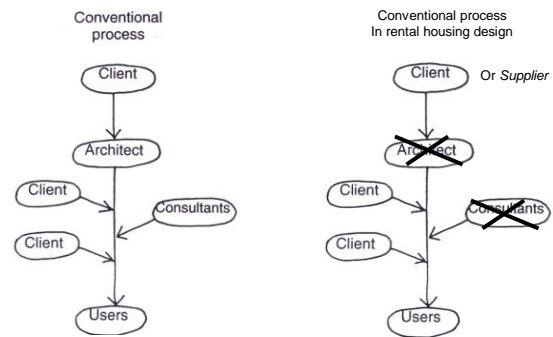 Conventional
process
Client
Architect
Client
Consultants
Client
Users
Conventional process
In rental housing design
Client Or Supplier
Architect
Client
Consultants
Client
Users